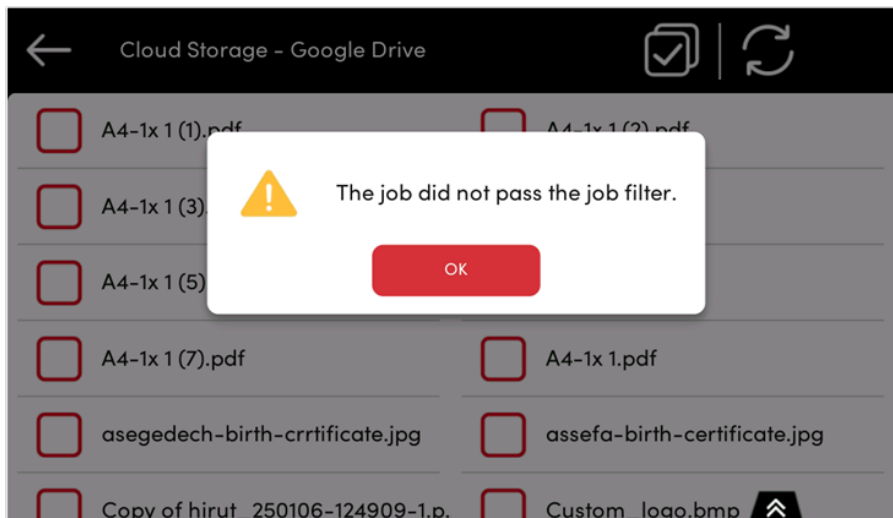 Cloud Storage - Google Drive
A4-1x 1 (1).pdf
A4-1x 1 (2).pdf
The job did not pass the job filter.
A4-1x 1 (3).
OK
A4-1x 1 (5)
A4-1x 1 (7).pdf
A4-1x 1.pdf
asegedech-birth-crrtificate.jpg
assefa-birth-certificate.jpg
Copy of hirut_250106-124909-1.p.
Custom_logo.bmp